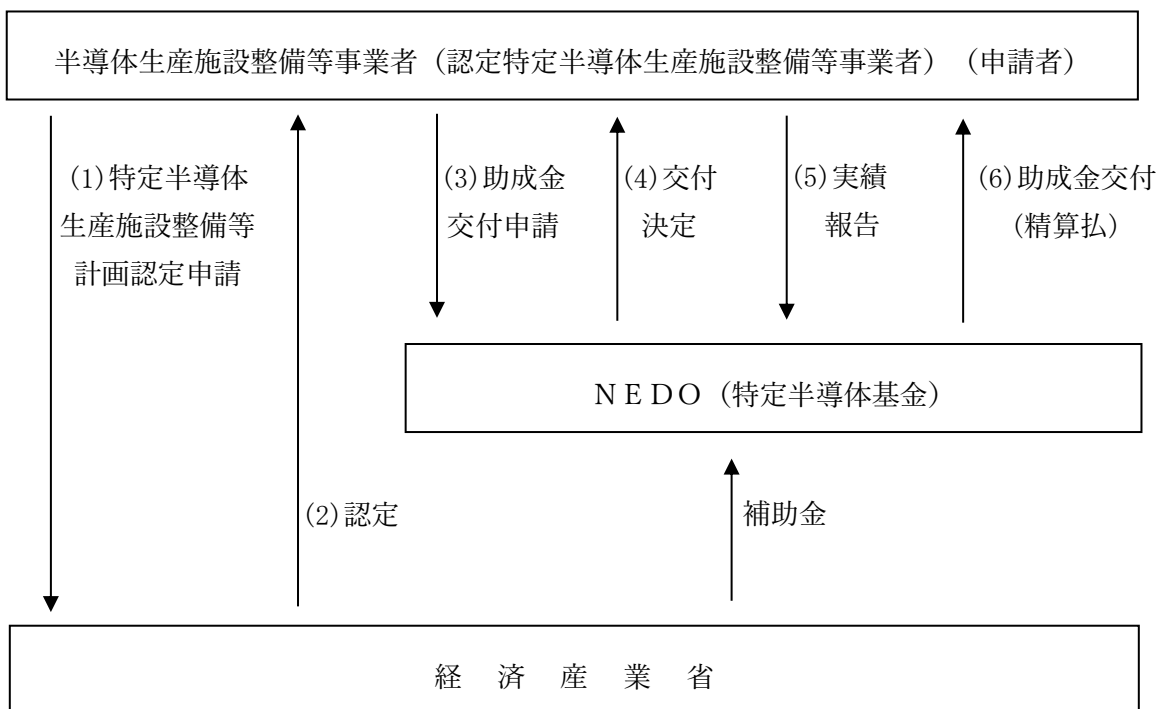 半導体生産施設整備等事業者（認定特定半導体生産施設整備等事業者）（申請者）
(1)特定半導体
生産施設整備等
計画認定申請
(3)助成金
交付申請
(4)交付
決定
(5)実績
報告
(6)助成金交付
（精算払）
ＮＥＤＯ（特定半導体基金）
(2)認定
補助金
経 済 産 業 省